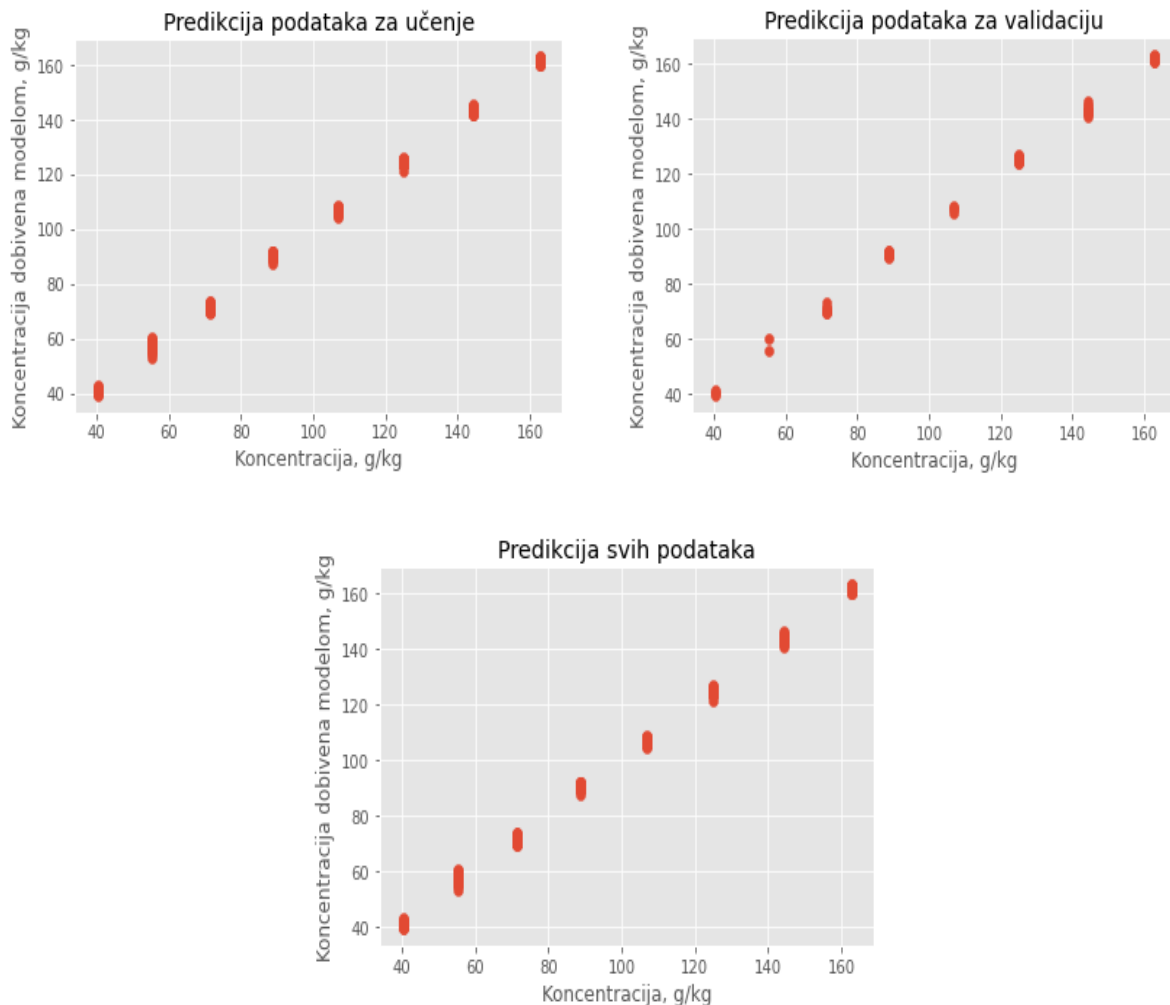 Predikcija podataka za učenje
Koncentracija dobivena modelom, g/kg
160
140
120
100
80
60
40
40 60 80 100 120 140 160
Koncentracija, g/kg
Predikcija podataka za validaciju
Koncentracija dobivena modelom, g/kg
160
140
120
100
80
60
40
40 60 80 100 120 140 160
Koncentracija, g/kg
Predikcija svih podataka
Koncentracija dobivena modelom, g/kg
160
140
120
100
80
60
40
40 60 80 100 120 140 160
Koncentracija, g/kg